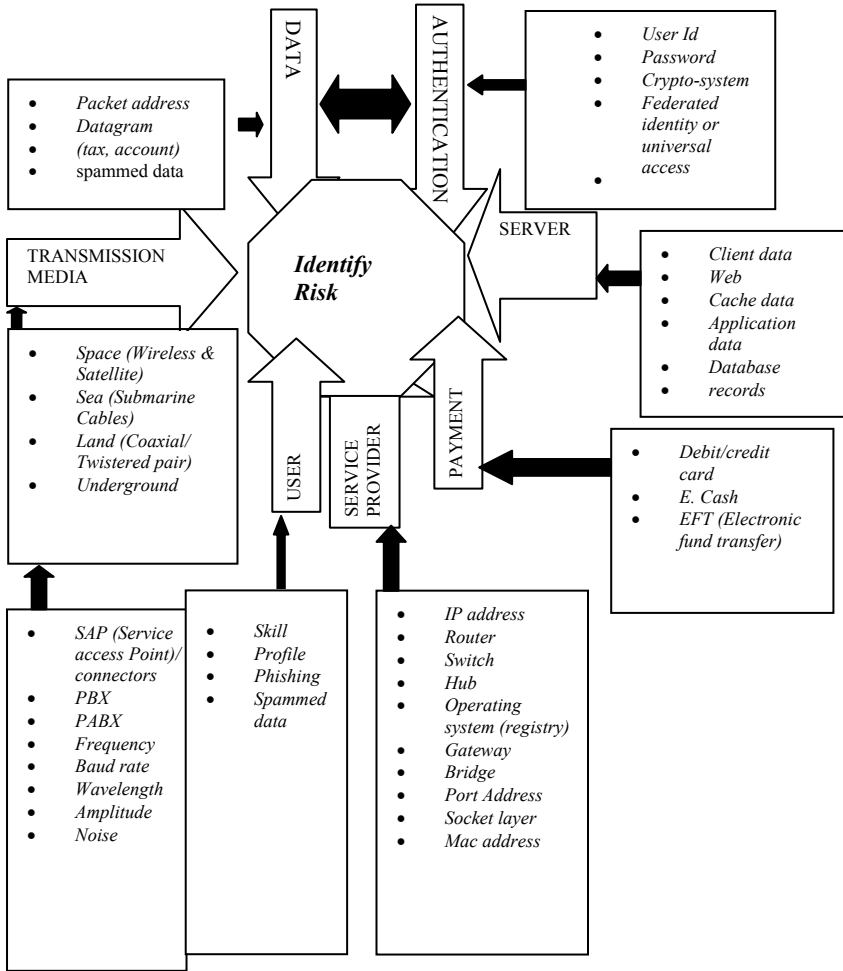 DATA
AUTHENTICATION
• User Id
• Password
• Crypto-system
• Federated
identity or
universal
access
•
• Packet address
• Datagram
• (tax, account)
• spammed data
TRANSMISSION
MEDIA
Identify
Risk
SERVER
• Client data
• Web
• Cache data
• Application
data
• Database
• records
• Space (Wireless &
Satellite)
• Sea (Submarine
Cables)
• Land (Coaxial/
Twistered pair)
• Underground
USER
SERVICE
PROVIDER
PAYMENT
• Debit/credit
card
• E. Cash
• EFT (Electronic
fund transfer)
• SAP (Service
access Point)/
connectors
• PBX
• PABX
• Frequency
• Baud rate
• Wavelength
• Amplitude
• Noise
• Skill
• Profile
• Phishing
• Spammed
data
• IP address
• Router
• Switch
• Hub
• Operating
system (registry)
• Gateway
• Bridge
• Port Address
• Socket layer
• Mac address